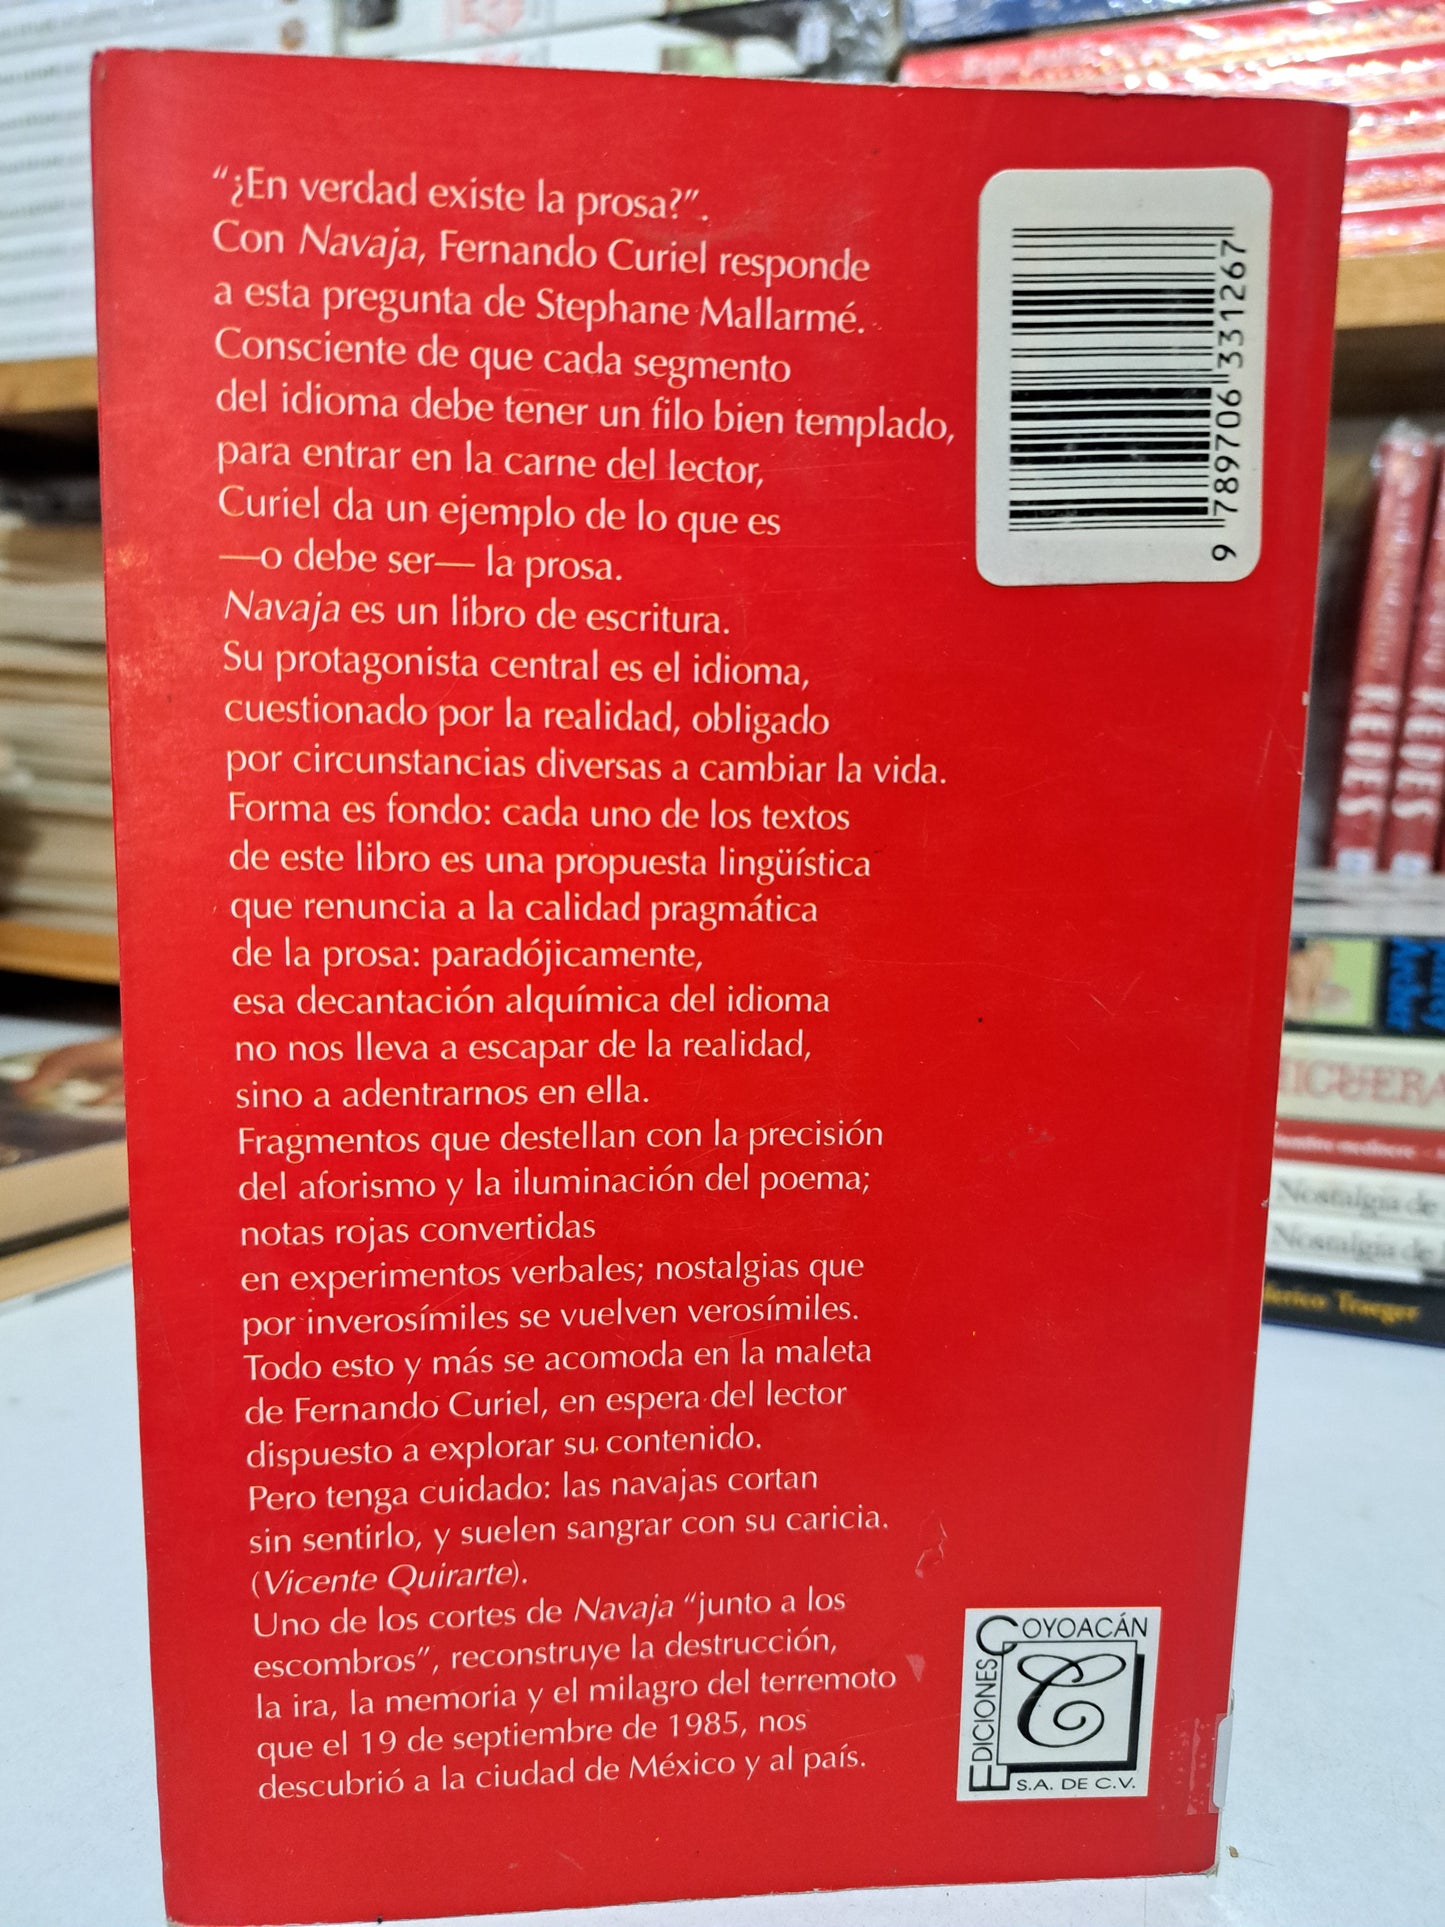 “¿En verdad existe la prosa?”.
Con Navaja, Fernando Curiel responde
a esta pregunta de Stephane Mallarmé.
Consciente de que cada segmento
del idioma debe tener un filo bien templado,
para entrar en la carne del lector,
Curiel da un ejemplo de lo que es
—o debe ser— la prosa.
Navaja es un libro de escritura.
Su protagonista central es el idioma,
cuestionado por la realidad, obligado
por circunstancias diversas a cambiar la vida.
Forma es fondo: cada uno de los textos
de este libro es una propuesta lingüística
que renuncia a la calidad pragmática
de la prosa: paradójicamente,
esa decantación alquímica del idioma
no nos lleva a escapar de la realidad,
sino a adentrarnos en ella.
Fragmentos que destellan con la precisión
del aforismo y la iluminación del poema;
notas rojas convertidas
en experimentos verbales; nostalgias que
por inverosímiles se vuelven verosímiles.
Todo esto y más se acomoda en la maleta
de Fernando Curiel, en espera del lector
dispuesto a explorar su contenido.
Pero tenga cuidado: las navajas cortan
sin sentirlo, y suelen sangrar con su caricia.
(Vicente Quirarte).
Uno de los cortes de Navaja “junto a los
escombros”, reconstruye la destrucción,
la ira, la memoria y el milagro del terremoto
que el 19 de septiembre de 1985, nos
descubrió a la ciudad de México y al país.
9 789706 331267
EDICIONES COYOACÁN
S.A. DE C.V.
REDES
REDES
Nostalgia de
Nostalgia de
Traeger